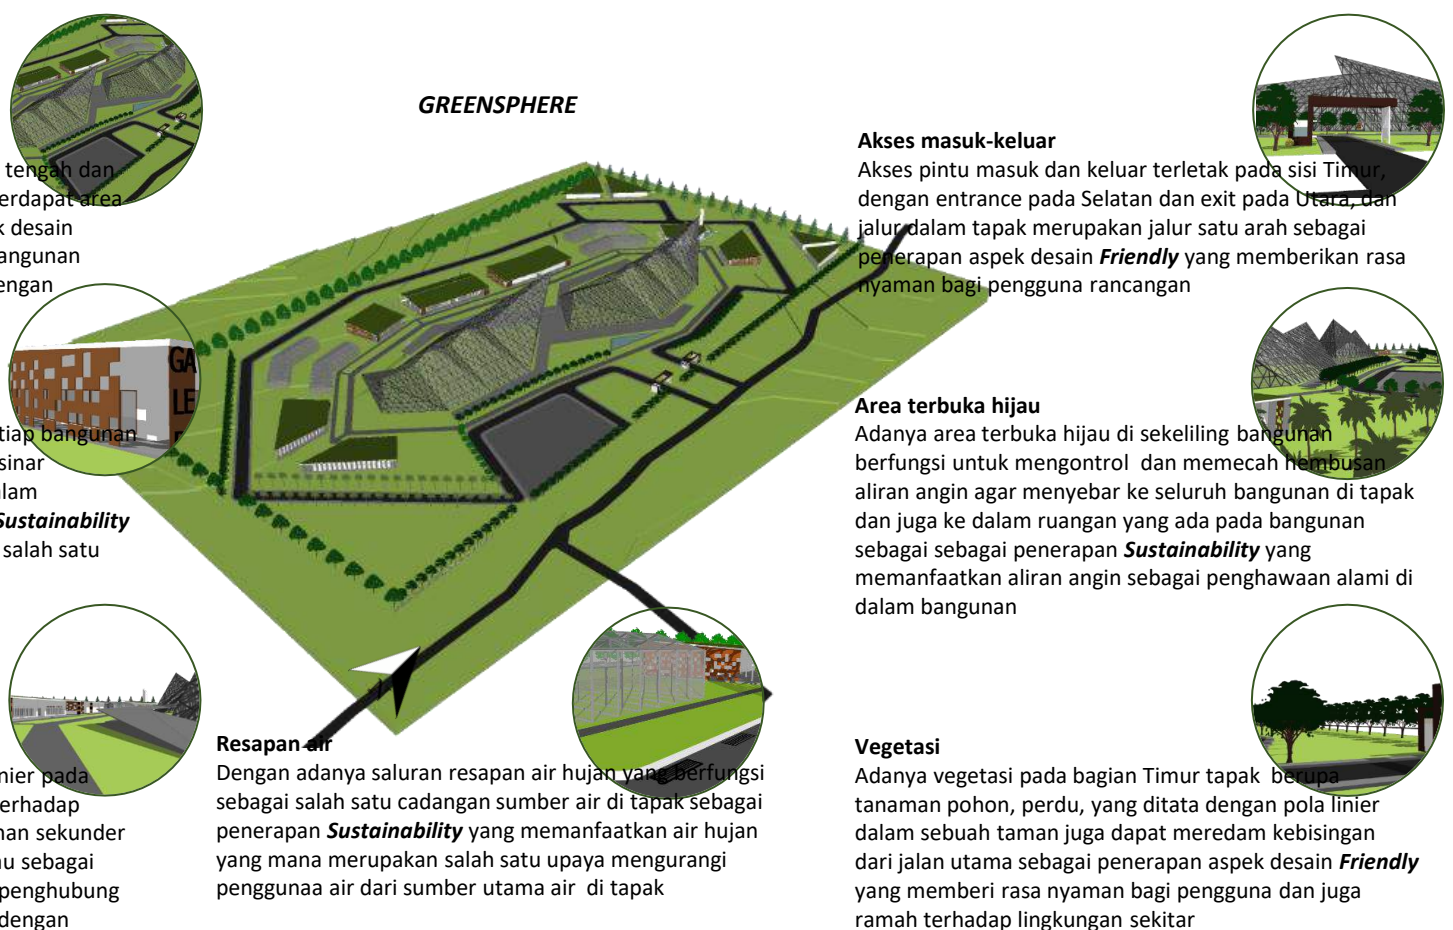 GREENSPHERE
tengah dan
erdapat area
k desain
angunan
engan
GA
LE
tiap bangunan
sinar
alam
Sustainability
salah satu
nier pada
erhadap
nan sekunder
au sebagai
penghubung
dengan
Resapan air
Dengan adanya saluran resapan air hujan yang berfungsi
sebagai salah satu cadangan sumber air di tapak sebagai
penerapan Sustainability yang memanfaatkan air hujan
yang mana merupakan salah satu upaya mengurangi
penggunaa air dari sumber utama air  di tapak
Akses masuk-keluar
Akses pintu masuk dan keluar terletak pada sisi Timur,
dengan entrance pada Selatan dan exit pada Utara, dan
jalur dalam tapak merupakan jalur satu arah sebagai
penerapan aspek desain Friendly yang memberikan rasa
nyaman bagi pengguna rancangan
Area terbuka hijau
Adanya area terbuka hijau di sekeliling bangunan
berfungsi untuk mengontrol  dan memecah hembusan
aliran angin agar menyebar ke seluruh bangunan di tapak
dan juga ke dalam ruangan yang ada pada bangunan
sebagai sebagai penerapan Sustainability yang
memanfaatkan aliran angin sebagai penghawaan alami di
dalam bangunan
Vegetasi
Adanya vegetasi pada bagian Timur tapak  berupa
tanaman pohon, perdu, yang ditata dengan pola linier
dalam sebuah taman juga dapat meredam kebisingan
dari jalan utama sebagai penerapan aspek desain Friendly
yang memberi rasa nyaman bagi pengguna dan juga
ramah terhadap lingkungan sekitar